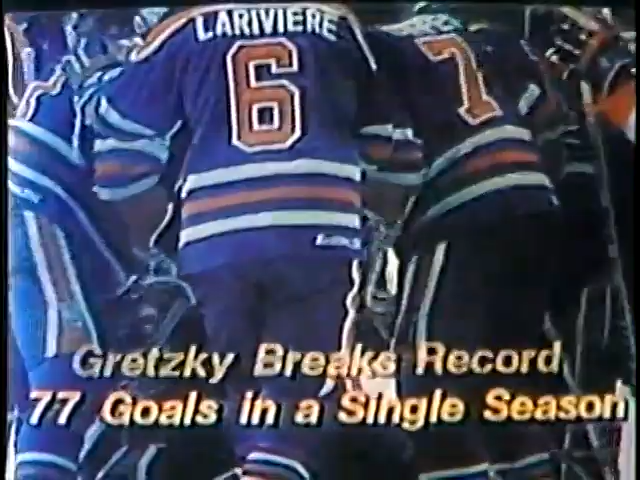 LARIVIERE
6
7
Gretzky Breaks Record
77 Goals in a Single Season